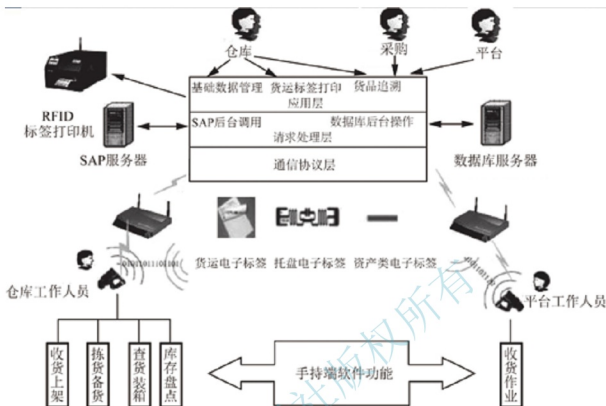 仓库
采购
平台
RFID
标签打印机
基础数据管理 货运标签打印 货品追溯
应用层
SAP后台调用 数据库后台操作
请求处理层
通信协议层
SAP服务器
数据库服务器
货运电子标签 托盘电子标签 资产类电子标签
仓库工作人员
平台工作人员
收货上架
拣货备货
查货装箱
库存盘点
手持端软件功能
收货作业
社版权所有